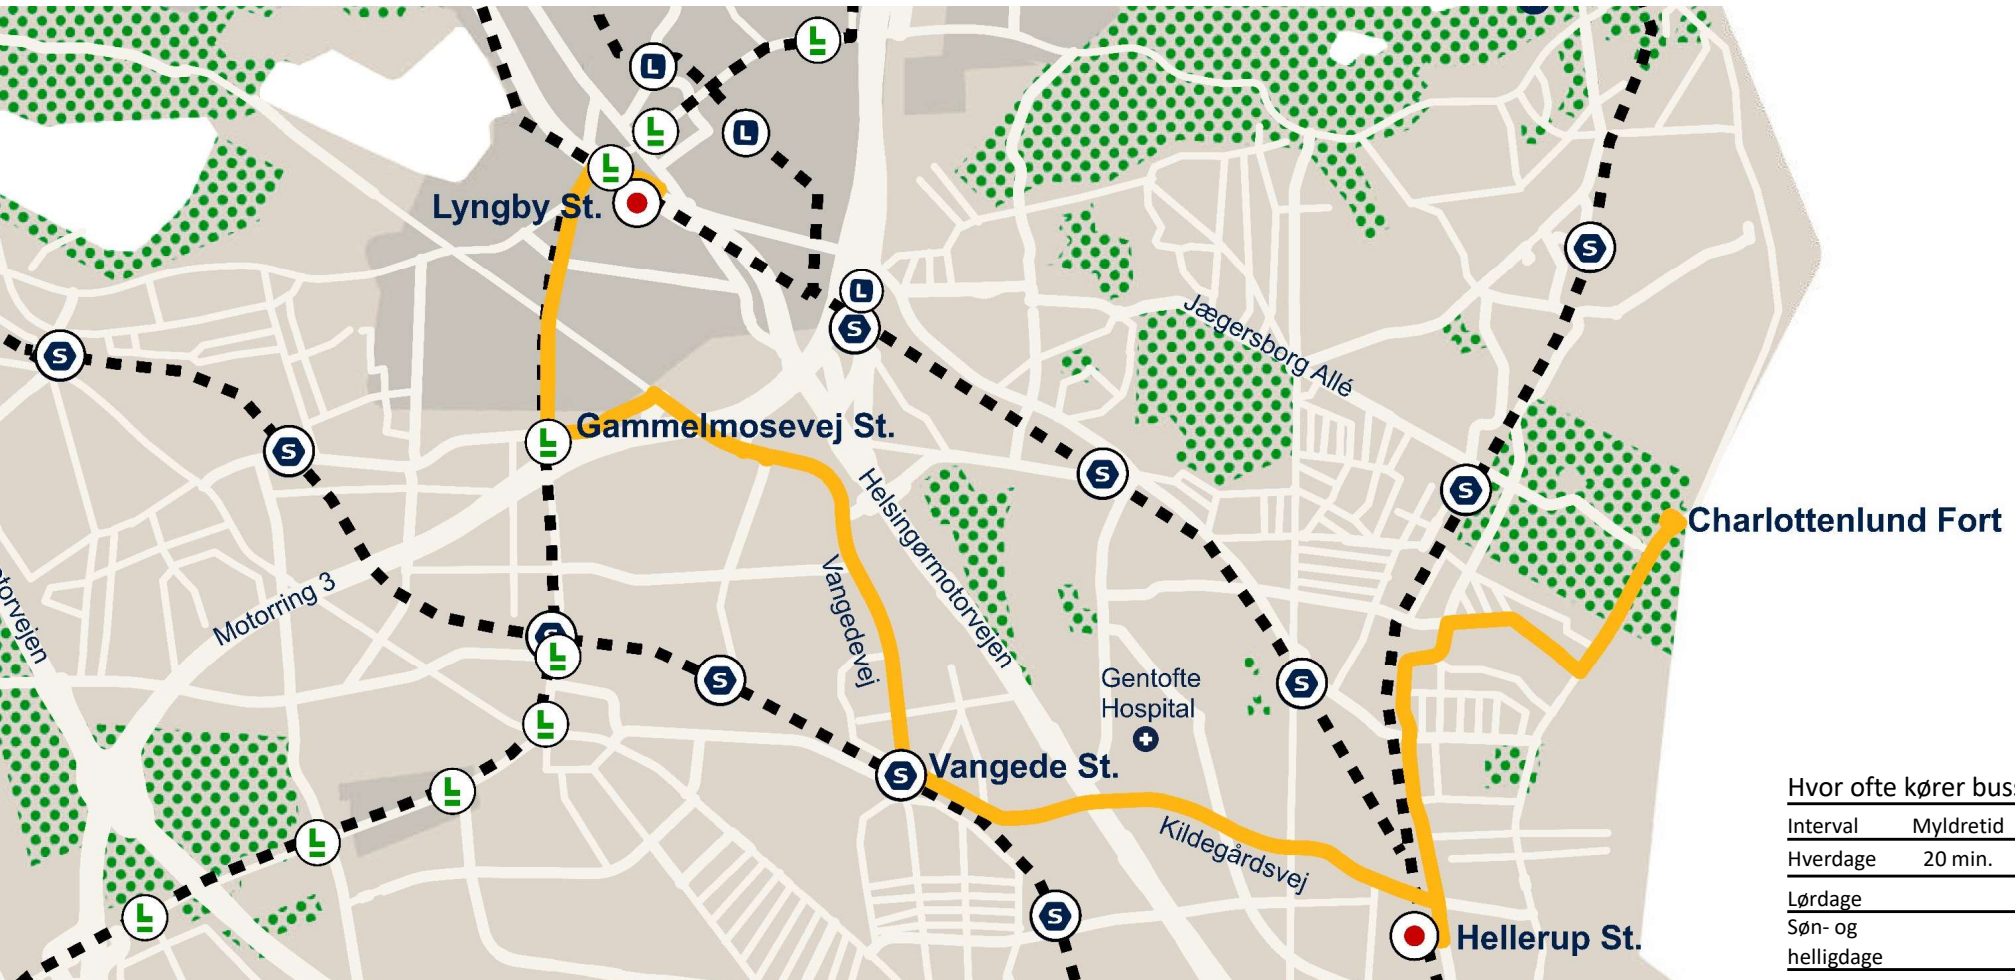 L
L
L
L
L
L
Lyngby St.
S
L
S
Jægersborg Allé
S
L
Gammelmosevej St.
S
S
S
Helsingørmotorvejen
Charlottenlund Fort
Vangedevej
Motorring 3
torvejen
S
L
S
Gentofte
Hospital
S
L
S
Vangede St.
L
Kildegårdsvej
L
L
S
Hellerup St.
Hvor ofte kører bus
Interval Myldretid
Hverdage 20 min.
Lørdage
Søn- og
helligdage